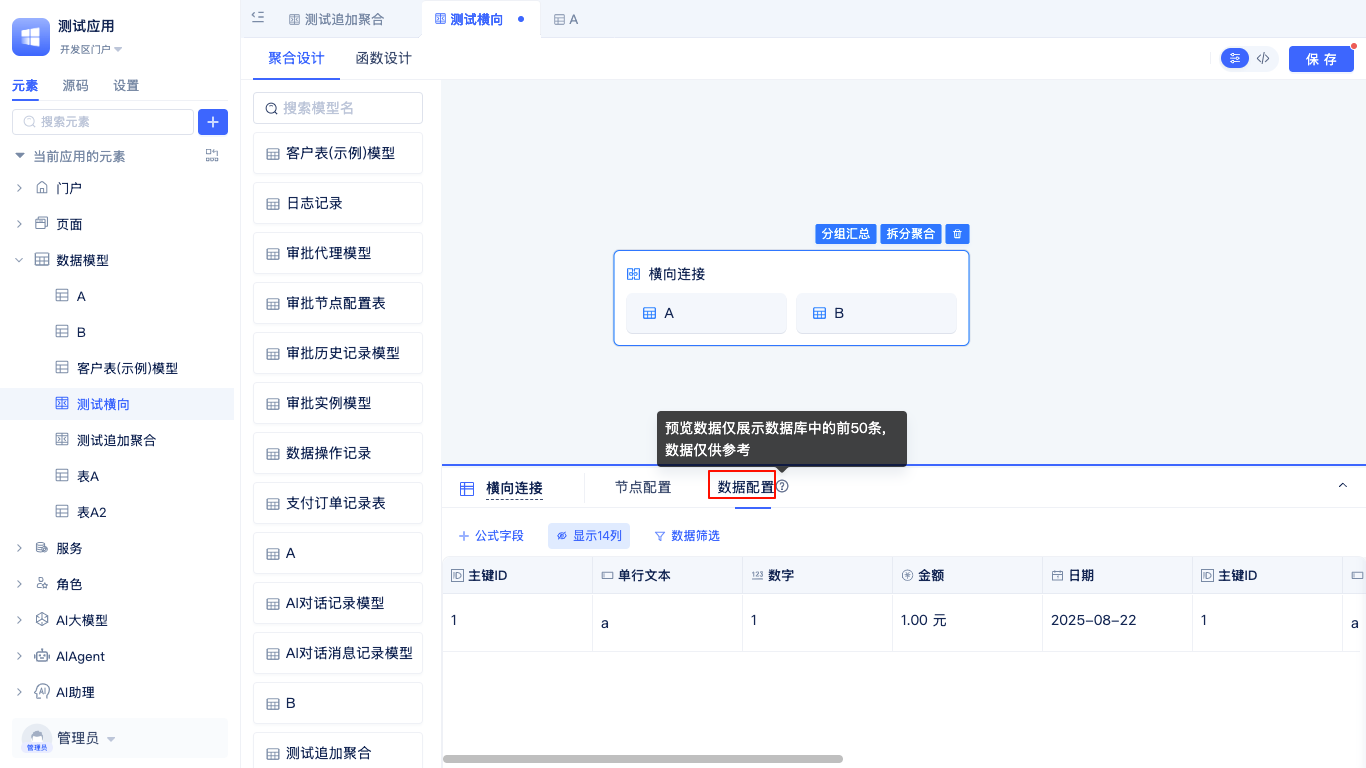 测试应用
开发区门户
元素 源码 设置
搜索元素
当前应用的元素
门户
页面
数据模型
A
B
客户表(示例)模型
测试横向
测试追加聚合
表A
表A2
服务
角色
AI大模型
AIAgent
AI助理
管理员
管理员
测试追加聚合 测试横向 A
聚合设计 函数设计
保 存
搜索模型名
客户表(示例)模型
日志记录
审批代理模型
审批节点配置表
审批历史记录模型
审批实例模型
数据操作记录
支付订单记录表
A
AI对话记录模型
AI对话消息记录模型
B
测试追加聚合
分组汇总 拆分聚合
横向连接
A B
预览数据仅展示数据库中的前50条,
数据仅供参考
横向连接 节点配置 数据配置
公式字段 显示14列 数据筛选
主键ID 单行文本 数字 金额 日期 主键ID
1 a 1 1.00 元 2025-08-22 1 a